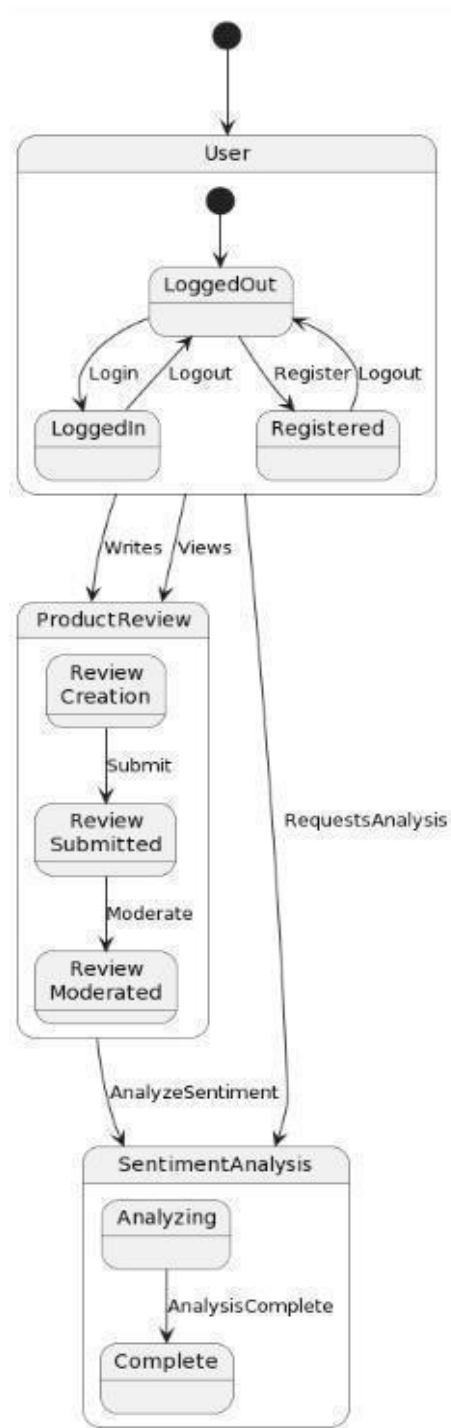 User
LoggedOut
Login
Logout
Register
Logout
LoggedIn
Registered
Writes
Views
ProductReview
Review
Creation
Submit
Review
Submitted
RequestsAnalysis
Moderate
Review
Moderated
AnalyzeSentiment
SentimentAnalysis
Analyzing
AnalysisComplete
Complete